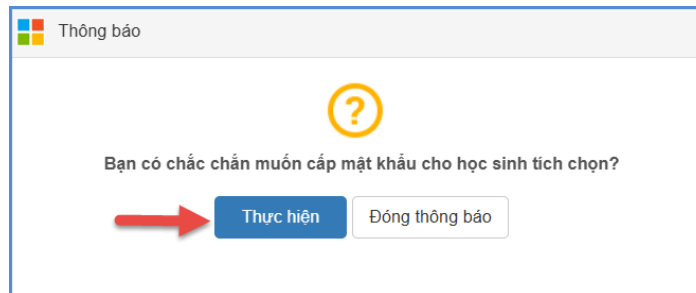 Thông báo
?
Bạn có chắc chắn muốn cấp mật khẩu cho học sinh tích chọn?
Thực hiện Đóng thông báo